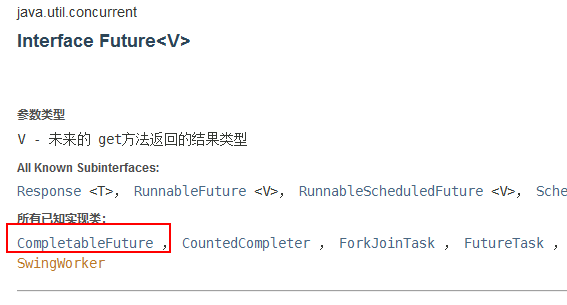 java.util.concurrent
Interface Future<V>
参数类型
V - 未来的 get方法返回的结果类型
All Known Subinterfaces:
Response <T>, RunnableFuture <V>, RunnableScheduledFuture <V>, Sche
所有已知实现类:
CompletableFuture , CountedCompleter , ForkJoinTask , FutureTask ,
SwingWorker